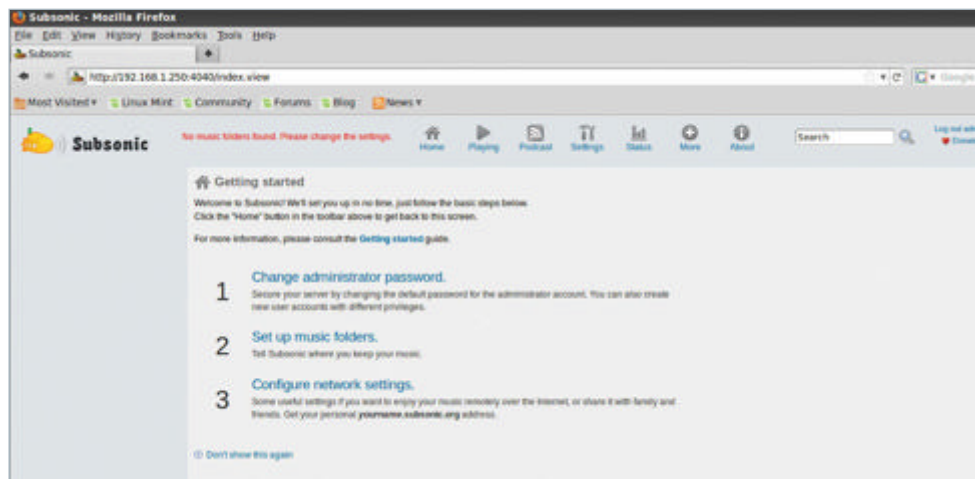 Subsonic - Mozilla Firefox
File Edit View History Bookmarks Tools Help
Subsonic
http://192.168.1.250:4040/index.view
Google
Most Visited Linux Mint Community Forums Blog News
Subsonic
No music folders found. Please change the settings.
Home Playing Podcast Settings Status More About
Search
Log out
Getting started
Welcome to Subsonic! We'll set you up in no time, just follow the basic steps below.
Click the "Home" button in the toolbar above to get back to this screen.
For more information, please consult the Getting started guide.
1
Change administrator password.
Secure your server by changing the default password for the administrator account. You can also create
new user accounts with different privileges.
2
Set up music folders.
Tell Subsonic where you keep your music.
3
Configure network settings.
Some useful settings if you want to enjoy your music remotely over the Internet, or share it with family and
friends. Get your personal yourname.subsonic.org address.
Don't show this again